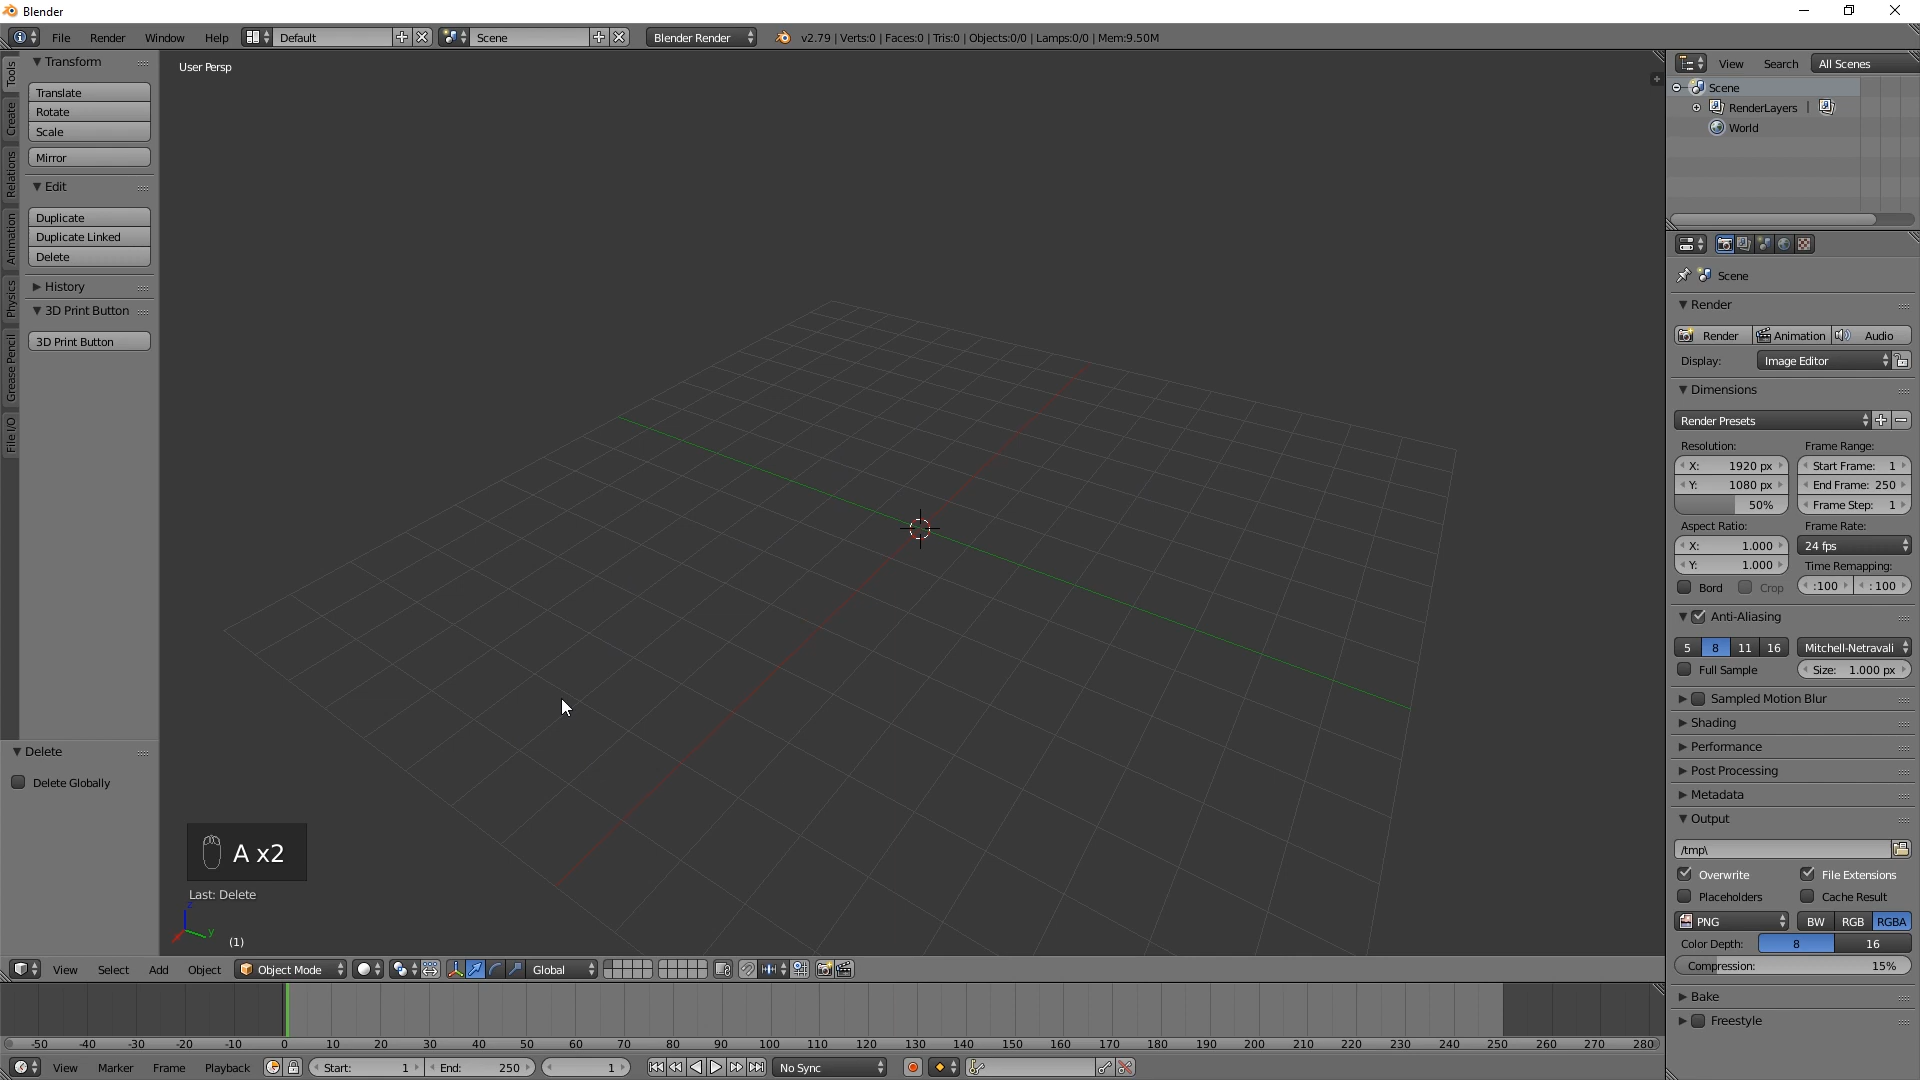 Blender
File Render Window Help Default Scene Blender Render v2.79 | Verts:0 | Faces:0 | Tris:0 | Objects:0/0 | Lamps:0/0 | Mem:9.50M
Tools
Create
Relations
Animation
Physics
Grease Pencil
File I/O
Transform
Translate
Rotate
Scale
Mirror
Edit
Duplicate
Duplicate Linked
Delete
History
3D Print Button
3D Print Button
Delete
Delete Globally
User Persp
A x2
Last: Delete
z
y
(1)
View Select Add Object Object Mode Global
-50 -40 -30 -20 -10 0 10 20 30 40 50 60 70 80 90 100 110 120 130 140 150 160 170 180 190 200 210 220 230 240 250 260 270 280
View Marker Frame Playback Start: 1 End: 250 1 No Sync
View Search All Scenes
Scene
RenderLayers |
World
Scene
Render
Render Animation Audio
Display: Image Editor
Dimensions
Render Presets
Resolution: Frame Range:
X: 1920 px Start Frame: 1
Y: 1080 px End Frame: 250
50% Frame Step: 1
Aspect Ratio: Frame Rate:
X: 1.000 24 fps
Y: 1.000 Time Remapping:
Bord Crop :100 : 100
Anti-Aliasing
5 8 11 16 Mitchell-Netravali
Full Sample Size: 1.000 px
Sampled Motion Blur
Shading
Performance
Post Processing
Metadata
Output
/tmp\
Overwrite File Extensions
Placeholders Cache Result
PNG BW RGB RGBA
Color Depth: 8 16
Compression: 15%
Bake
Freestyle